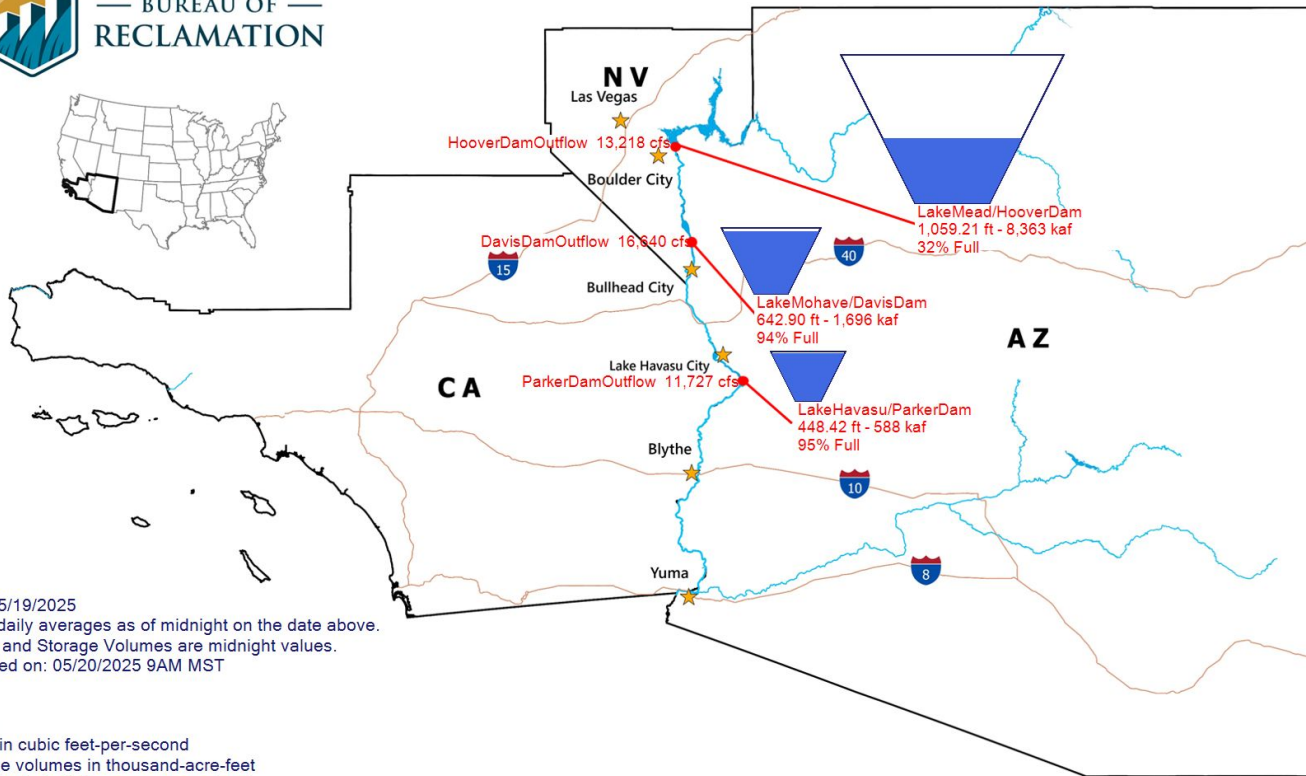 — BUREAU OF —
RECLAMATION
NV
Las Vegas
HooverDamOutflow 13,218 cfs
Boulder City
LakeMead/HooverDam
1,059.21 ft - 8,363 kaf
32% Full
DavisDamOutflow 16,640 cfs
15
40
Bullhead City
LakeMohave/DavisDam
642.90 ft - 1,696 kaf
94% Full
AZ
Lake Havasu City
CA
ParkerDamOutflow 11,727 cfs
LakeHavasu/ParkerDam
448.42 ft - 588 kaf
95% Full
Blythe
10
Yuma
8
5/19/2025
daily averages as of midnight on the date above.
and Storage Volumes are midnight values.
ed on: 05/20/2025 9AM MST
in cubic feet-per-second
e volumes in thousand-acre-feet